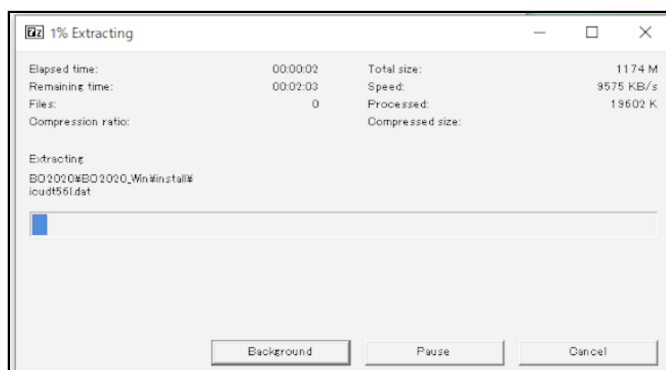 7z 1% Extracting
Elapsed time: 00:00:02 Total size: 1174 M
Remaining time: 00:02:03 Speed: 9575 KB/s
Files: 0 Processed: 19602 K
Compression ratio: Compressed size:
Extracting
BO2020¥BO2020_Win¥install¥
icudt56l.dat
Background Pause Cancel